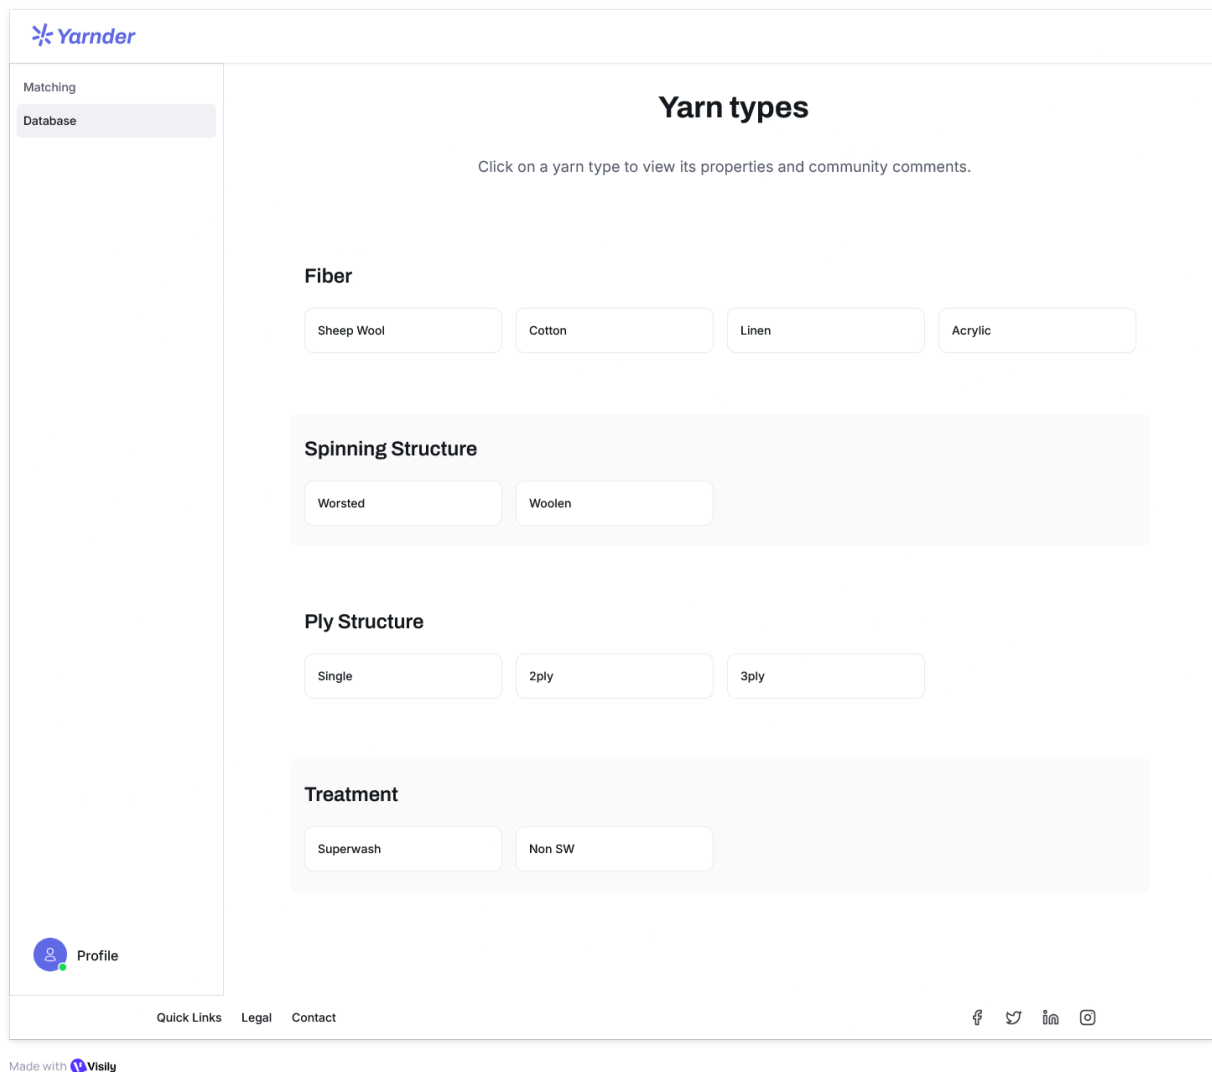 Yarnder
Matching
Database
Yarn types
Click on a yarn type to view its properties and community comments.
Fiber
Sheep Wool
Cotton
Linen
Acrylic
Spinning Structure
Worsted
Woolen
Ply Structure
Single
2ply
3ply
Treatment
Superwash
Non SW
Profile
Quick Links
Legal
Contact
Made with Visily